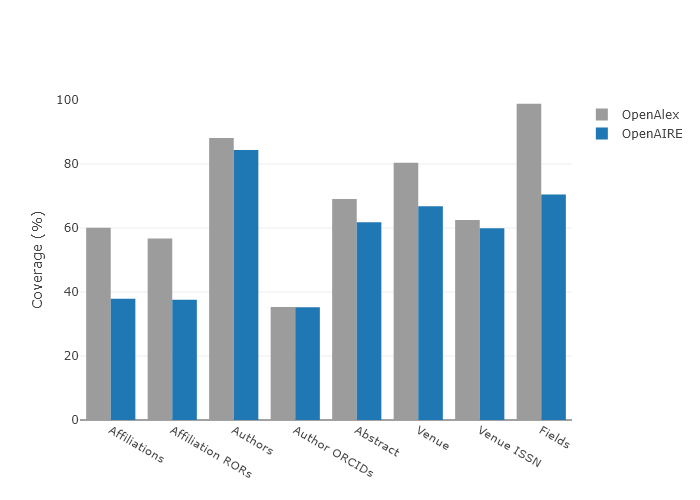 100
80
60
40
20
0
Coverage (%)
Affiliations
Affiliation RORs
Authors
Author ORCIDs
Abstract
Venue
Venue ISSN
Fields
OpenAlex
OpenAIRE